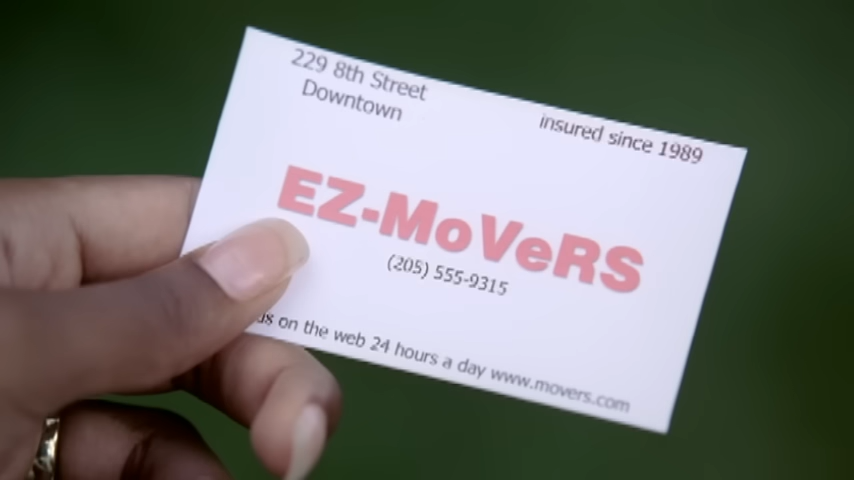 229 8th Street
Downtown
insured since 1989
EZ-MoVeRS
(205) 555-9315
us on the web 24 hours a day www.movers.com